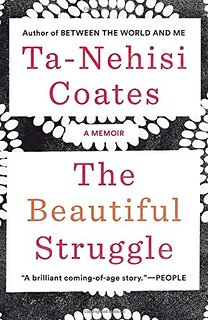 Author of BETWEEN THE WORLD AND ME
Ta-Nehisi
Coates
A MEMOIR
The
Beautiful
Struggle
"A brilliant coming-of-age story."—PEOPLE